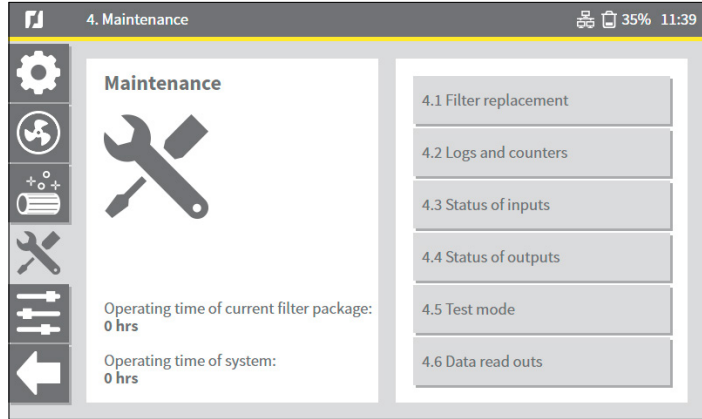 4. Maintenance
35% 11:39
Maintenance
Operating time of current filter package:
0 hrs
Operating time of system:
0 hrs
4.1 Filter replacement
4.2 Logs and counters
4.3 Status of inputs
4.4 Status of outputs
4.5 Test mode
4.6 Data read outs